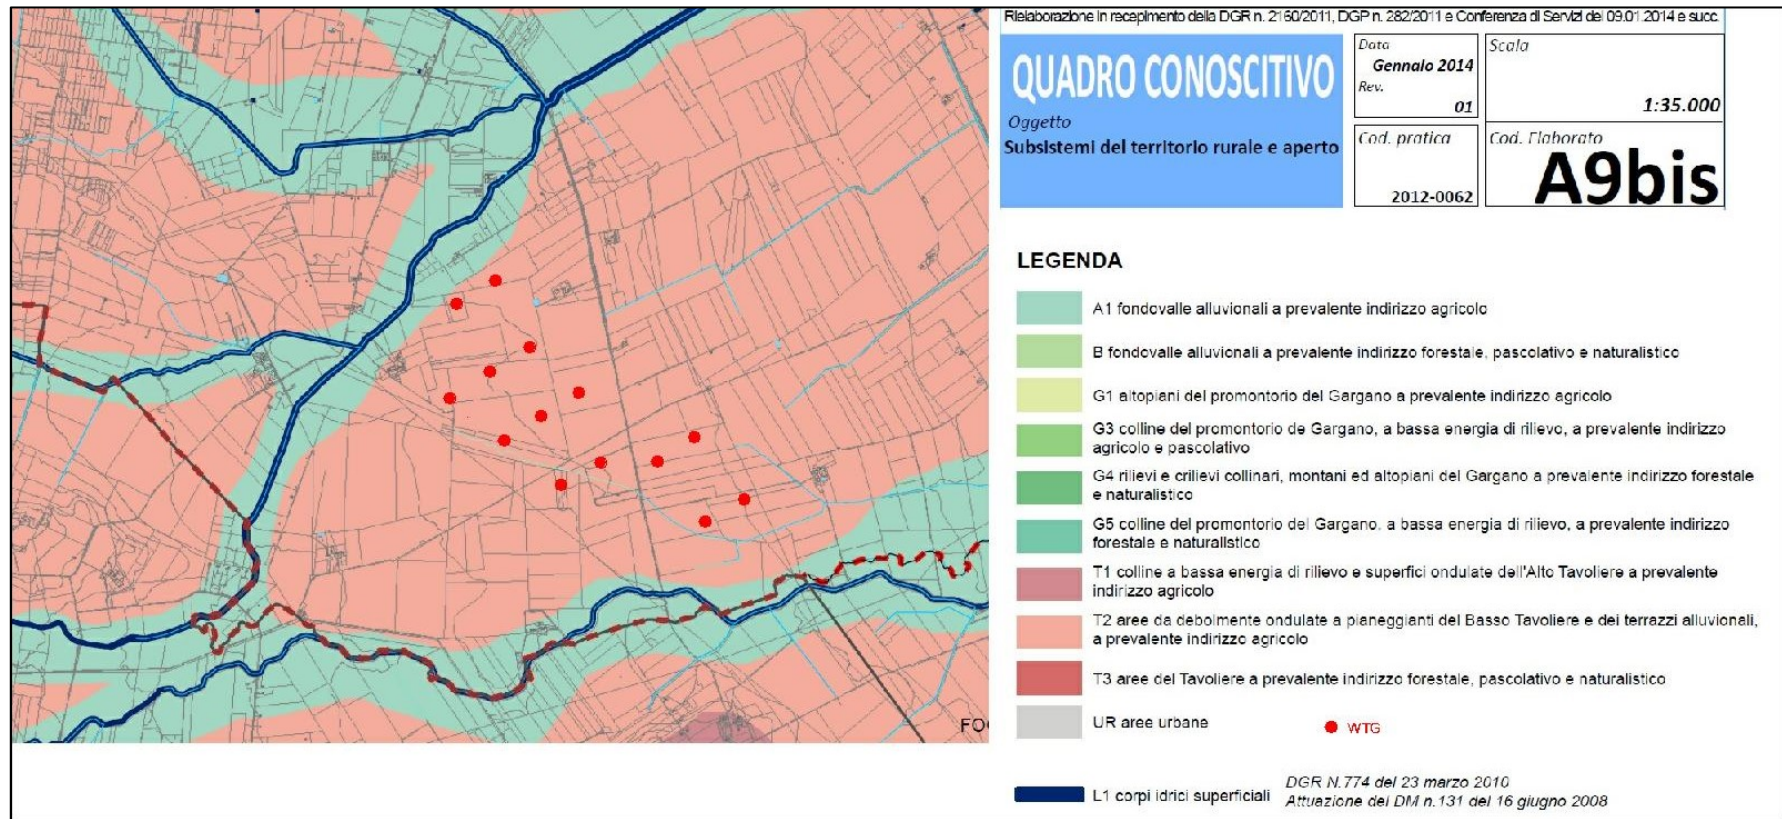 Rielaborazione in recepimento della DGR n. 2160/2011, DGP n. 282/2011 e Conferenza di Servizi del 09.01.2014 e succ.
QUADRO CONOSCITIVO
Oggetto
Subsistemi del territorio rurale e aperto
Data
Gennaio 2014
Rev.
01
Scala
1:35.000
Cod. pratica
2012-0062
Cod. Elaborato
A9bis
LEGENDA
A1 fondovalle alluvionali a prevalente indirizzo agricolo
B fondovalle alluvionali a prevalente indirizzo forestale, pascolativo e naturalistico
G1 altopiani del promontorio del Gargano a prevalente indirizzo agricolo
G3 colline del promontorio de Gargano, a bassa energia di rilievo, a prevalente indirizzo
agricolo e pascolativo
G4 rilievi e crilievi collinari, montani ed altopiani del Gargano a prevalente indirizzo forestale
e naturalistico
G5 colline del promontorio del Gargano, a bassa energia di rilievo, a prevalente indirizzo
forestale e naturalistico
T1 colline a bassa energia di rilievo e superfici ondulate dell'Alto Tavoliere a prevalente
indirizzo agricolo
T2 aree da debolmente ondulate a pianeggianti del Basso Tavoliere e dei terrazzi alluvionali,
a prevalente indirizzo agricolo
T3 aree del Tavoliere a prevalente indirizzo forestale, pascolativo e naturalistico
UR aree urbane
WTG
FO
L1 corpi idrici superficiali
DGR N.774 del 23 marzo 2010
Attuazione del DM n.131 del 16 giugno 2008